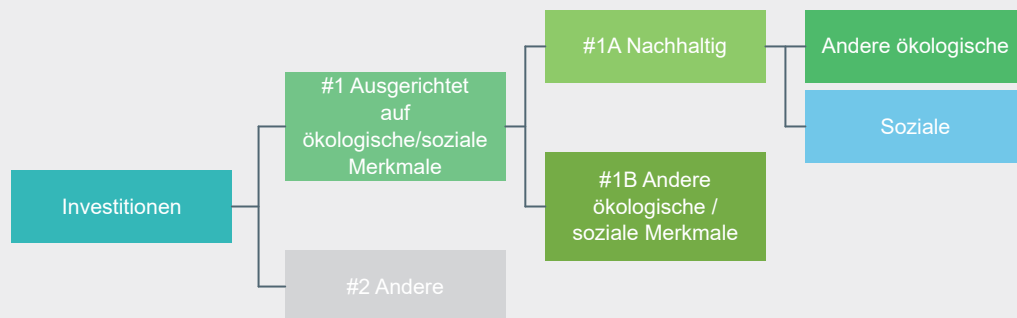 Investitionen
#1 Ausgerichtet
auf
ökologische/soziale
Merkmale
#2 Andere
#1A Nachhaltig
#1B Andere
ökologische /
soziale Merkmale
Andere ökologische
Soziale